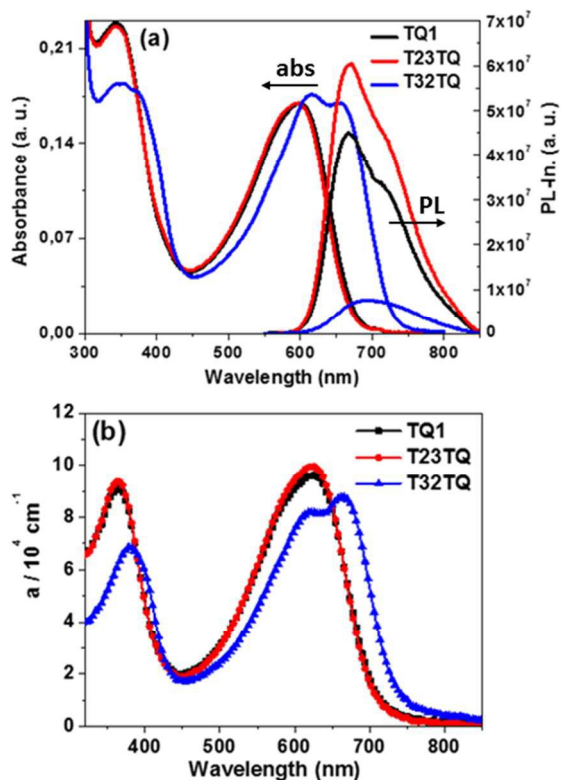 (a)
TQ1
T23TQ
T32TQ
abs
PL
0,21
0,14
0,07
0,00
Absorbance (a. u.)
7x10⁷
6x10⁷
5x10⁷
4x10⁷
3x10⁷
2x10⁷
1x10⁷
0
PL-In. (a. u.)
300 400 500 600 700 800
Wavelength (nm)
(b)
TQ1
T23TQ
T32TQ
12
10
8
6
4
2
0
a / 10⁴ cm⁻¹
400 500 600 700 800
Wavelength (nm)